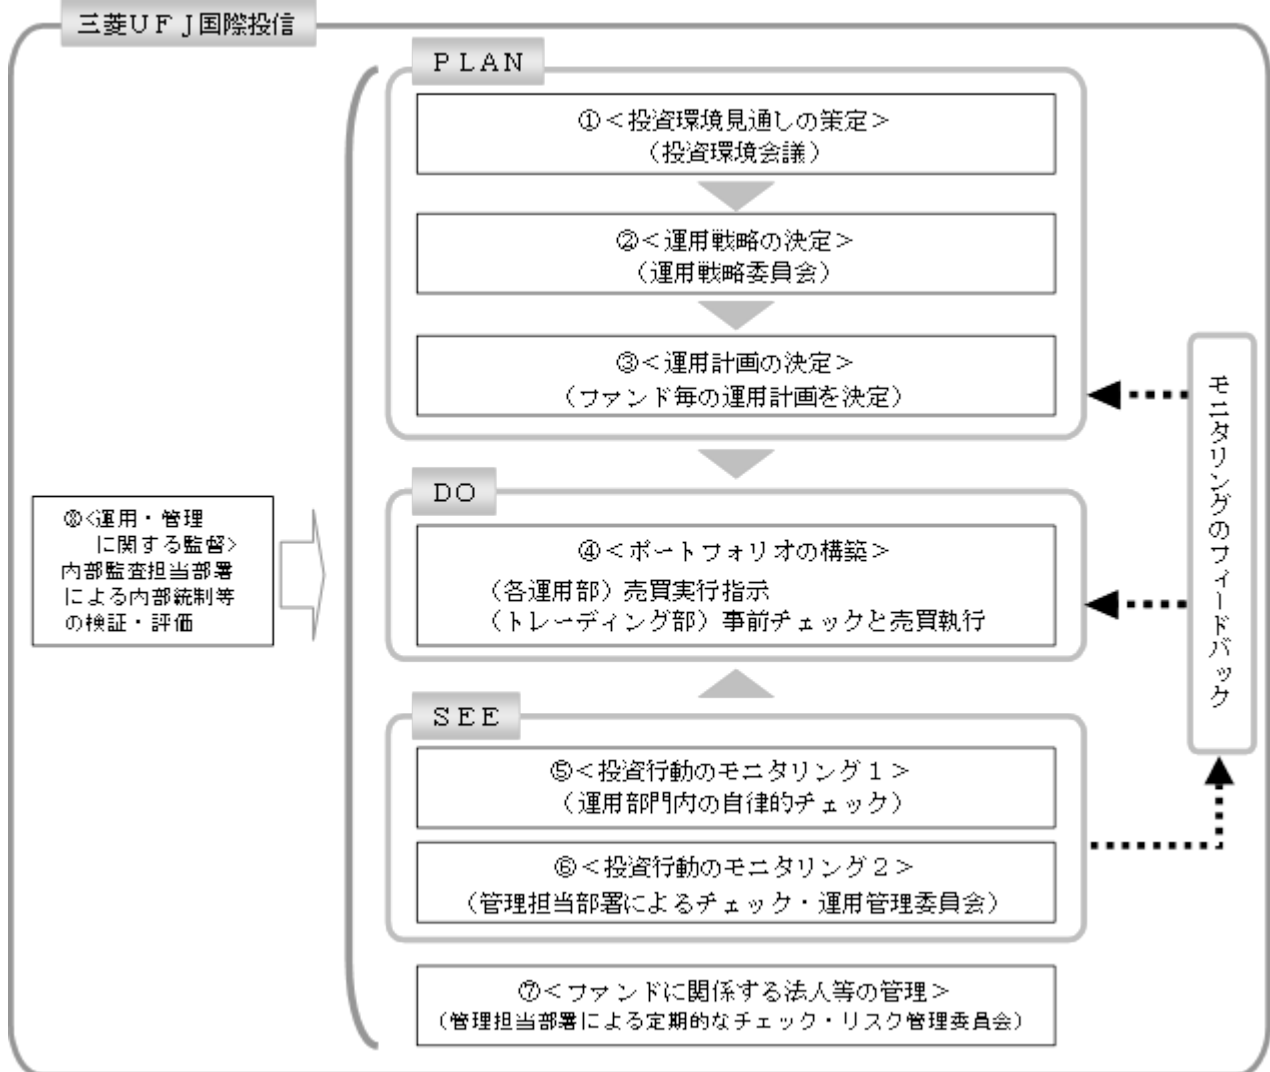 三菱ＵＦＪ国際投信
ＰＬＡＮ
①＜投資環境見通しの策定＞
（投資環境会議）
②＜運用戦略の決定＞
（運用戦略委員会）
③＜運用計画の決定＞
（ファンド毎の運用計画を決定）
ＤＯ
④＜ポートフォリオの構築＞
（各運用部）売買実行指示
（トレーディング部）事前チェックと売買執行
ＳＥＥ
⑤＜投資行動のモニタリング１＞
（運用部門内の自律的チェック）
⑥＜投資行動のモニタリング２＞
（管理担当部署によるチェック・運用管理委員会）
⑦＜ファンドに関係する法人等の管理＞
（管理担当部署による定期的なチェック・リスク管理委員会）
⑧<運用・管理
に関する監督>
内部監査担当部署
による内部統制等
の検証・評価
モニタリングのフィードバック